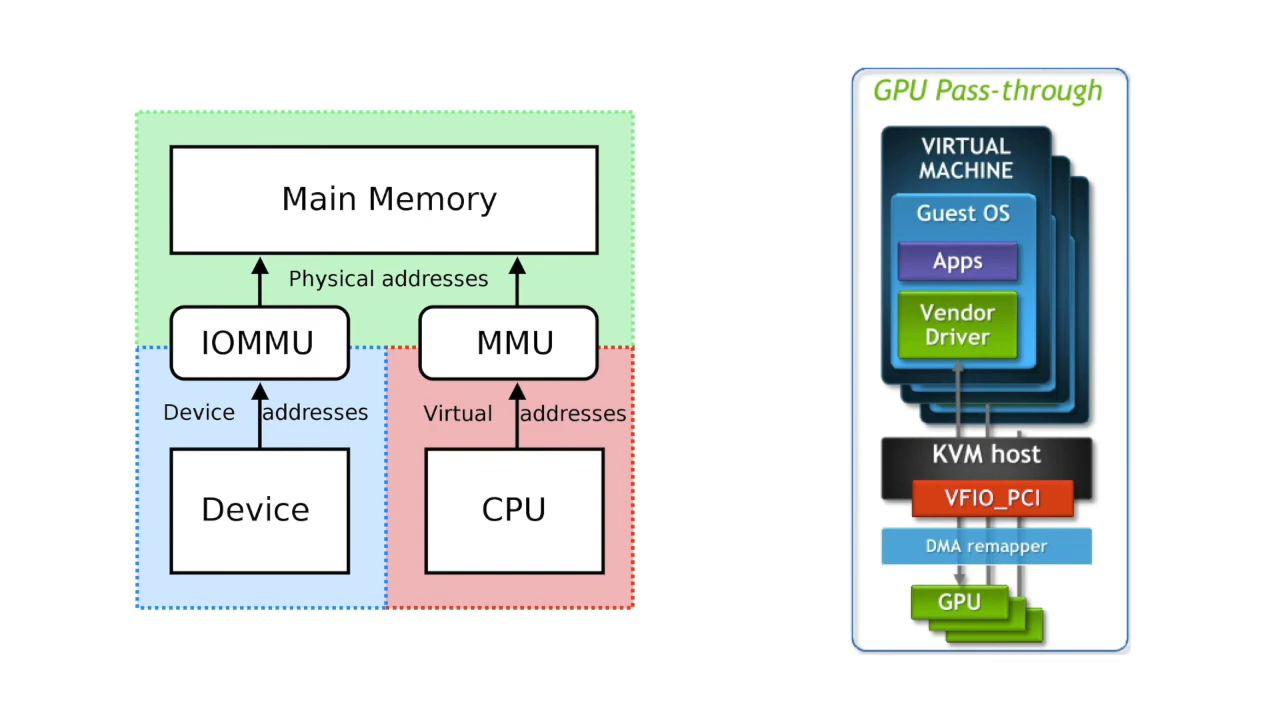 Main Memory
Physical addresses
IOMMU
MMU
Device addresses
Virtual addresses
Device
CPU
GPU Pass-through
VIRTUAL
MACHINE
Guest OS
Apps
Vendor
Driver
KVM host
VFIO_PCI
DMA remapper
GPU